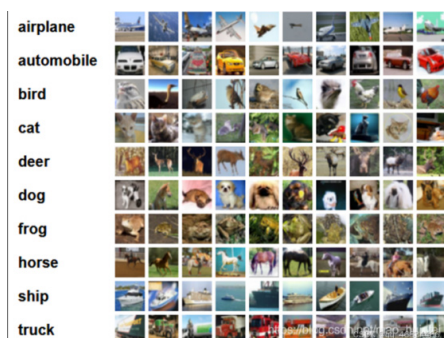 airplane
automobile
bird
cat
deer
dog
frog
horse
ship
truck